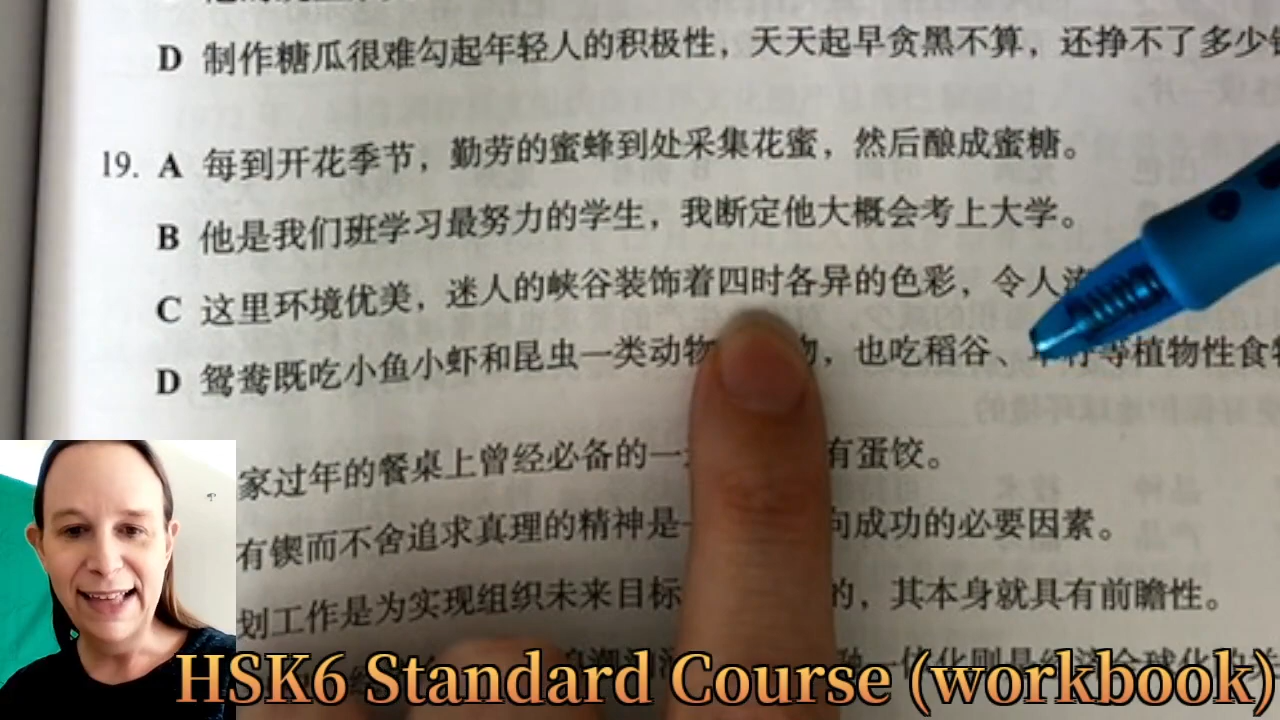 D 制作糖瓜很难勾起年轻人的积极性，天天起早贪黑不算，还挣不了多少
19. A 每到开花季节，勤劳的蜜蜂到处采集花蜜，然后酿成蜜糖。
B 他是我们班学习最努力的学生，我断定他大概会考上大学。
C 这里环境优美，迷人的峡谷装饰着四时各异的色彩，令人
D 鸳鸯既吃小鱼小虾和昆虫一类动物 物，也吃稻谷、 等植物性食
家过年的餐桌上曾经必备的一 有蛋饺。
有锲而不舍追求真理的精神是 向成功的必要因素。
划工作是为实现组织未来目标 的，其本身就具有前瞻性。
HSK6 Standard Course (workbook)